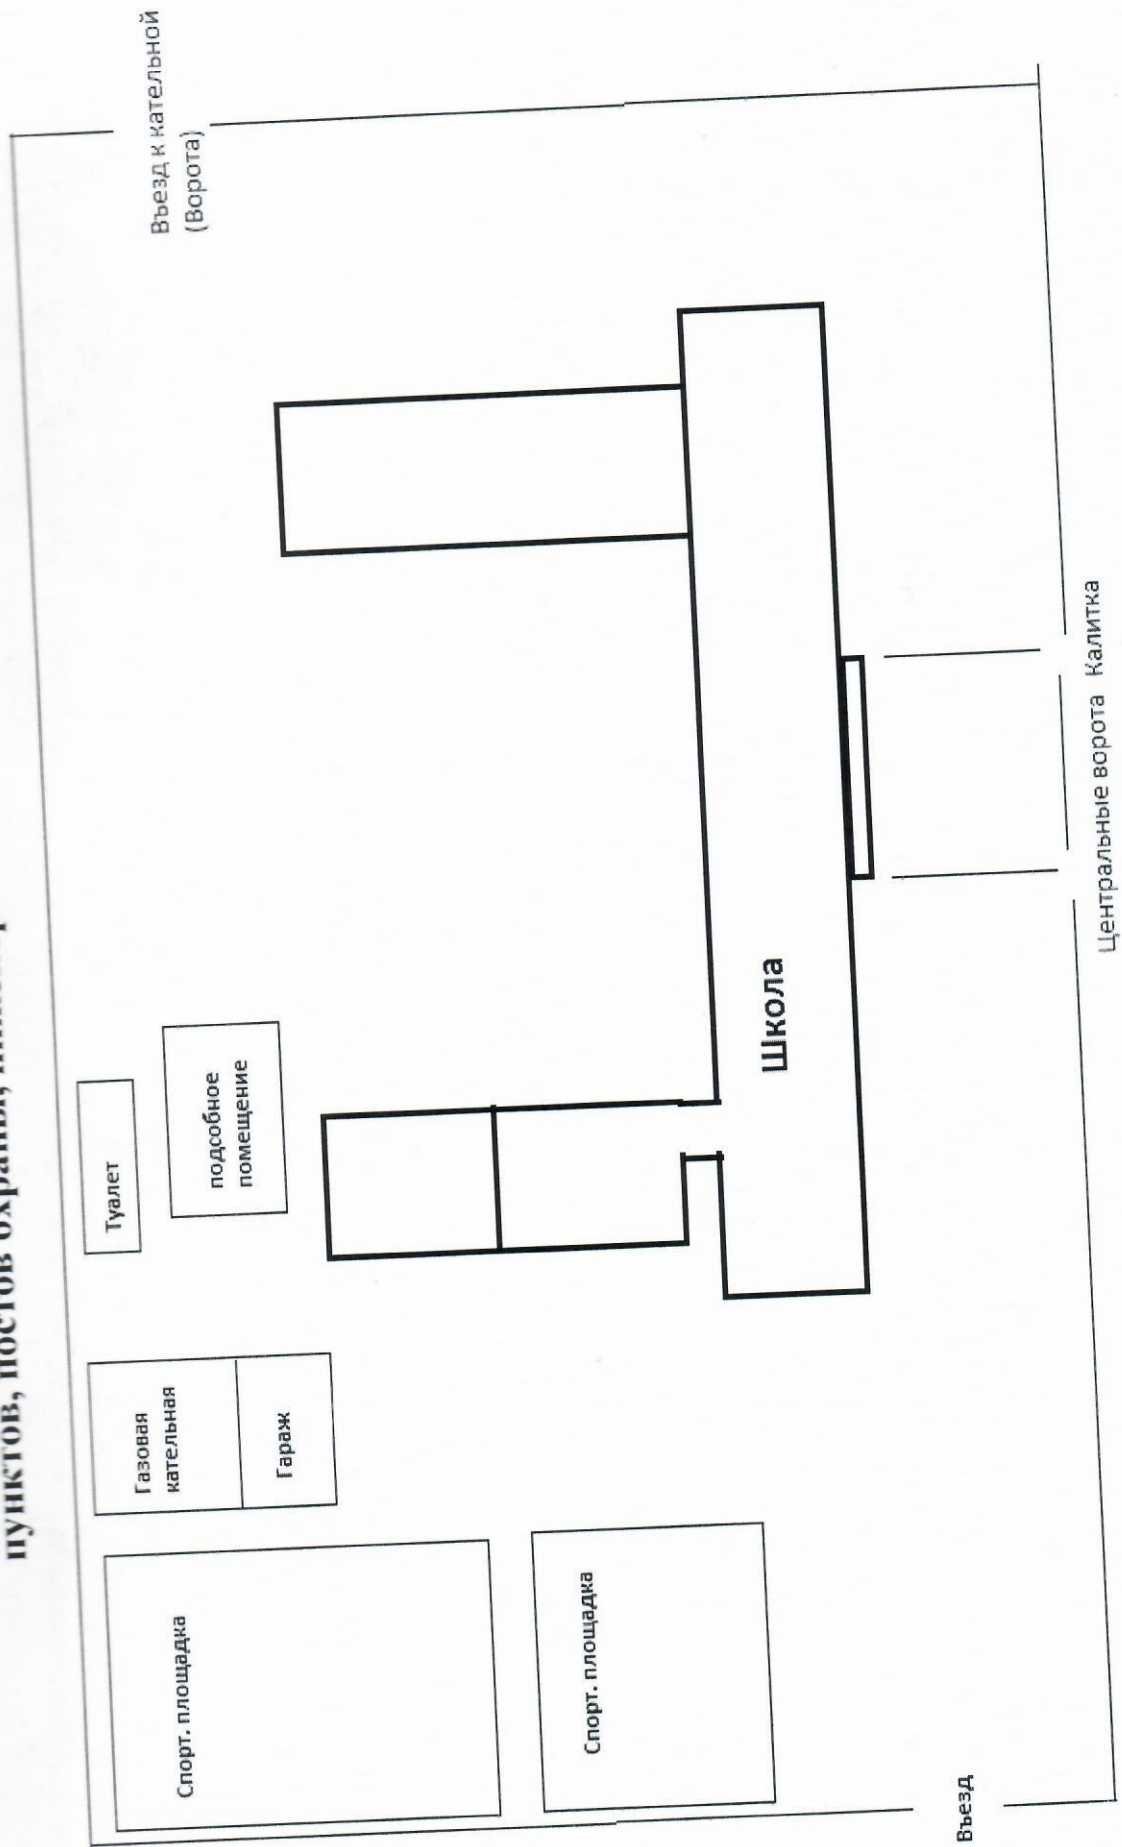 пунктов, постов охраны,
Въезд к кательной
(Ворота)
Туалет
подсобное
помещение
Газовая
кательная
Гараж
Спорт. площадка
Спорт. площадка
Школа
Въезд
Центральные ворота Калитка